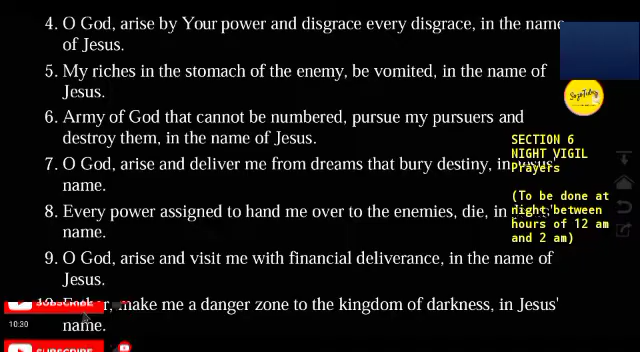 4. O God, arise by Your power and disgrace every disgrace, in the name
of Jesus.
5. My riches in the stomach of the enemy, be vomited, in the name of
Jesus.
6. Army of God that cannot be numbered, pursue my pursuers and
destroy them, in the name of Jesus.
7. O God, arise and deliver me from dreams that bury destiny, in Jesus'
name.
8. Every power assigned to hand me over to the enemies, die, in
name.
9. O God, arise and visit me with financial deliverance, in the name of
Jesus.
10. Father, make me a danger zone to the kingdom of darkness, in Jesus'
name.
SECTION 6
NIGHT VIGIL
Prayers
(To be done at
night between
hours of 12 am
and 2 am)
10:30
SUBSCRIBE